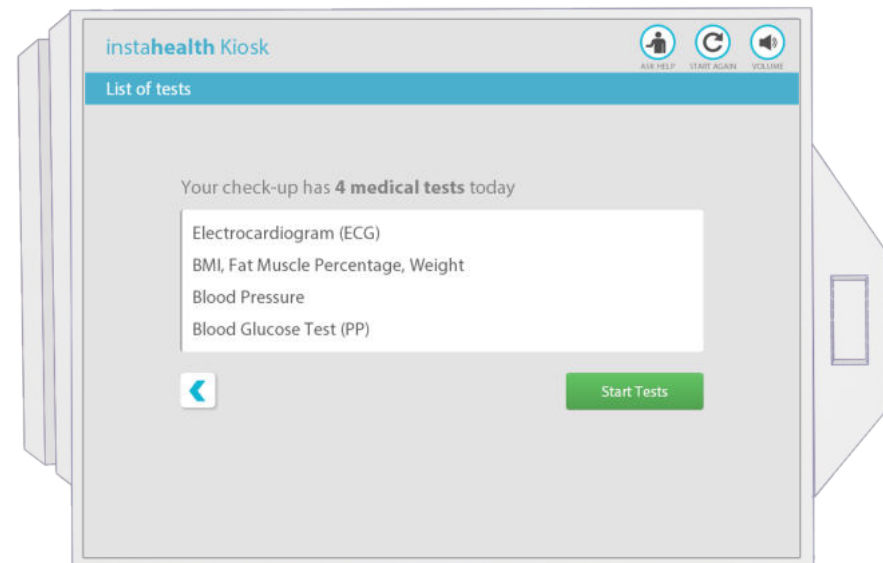 instahealth Kiosk
ASK HELP
START AGAIN
VOLUME
List of tests
Your check-up has 4 medical tests today
Electrocardiogram (ECG)
BMI, Fat Muscle Percentage, Weight
Blood Pressure
Blood Glucose Test (PP)
Start Tests